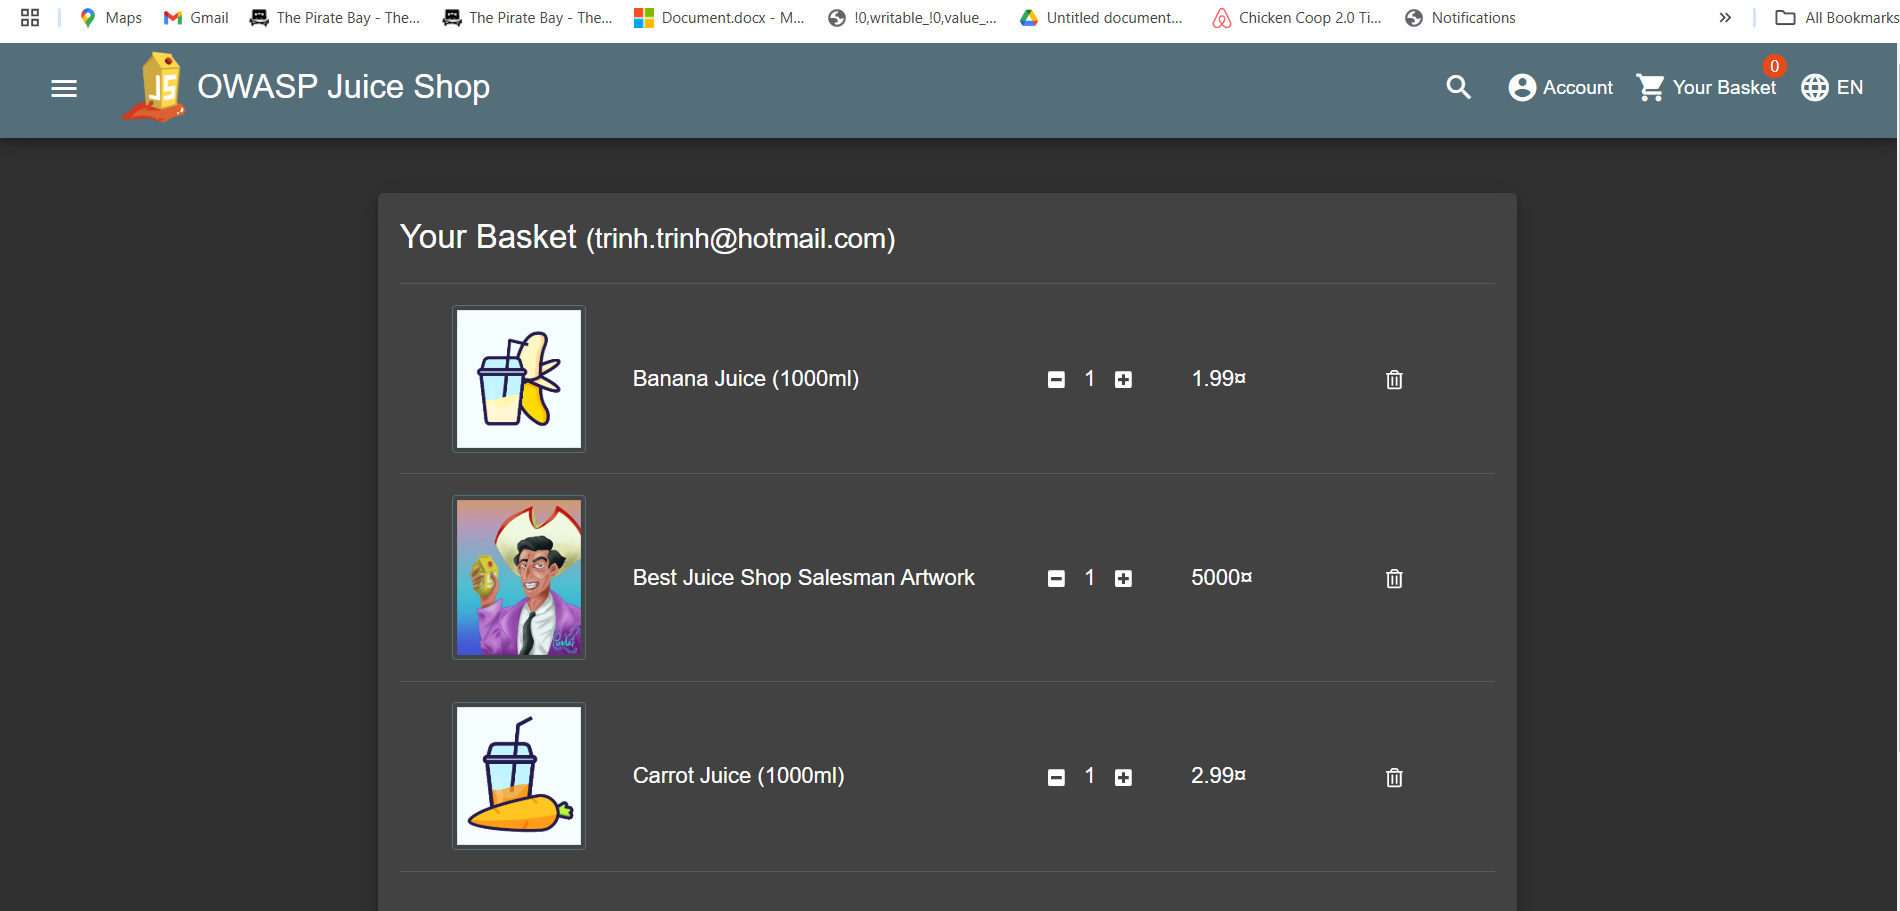 Maps Gmail The Pirate Bay - The... The Pirate Bay - The... Document.docx - M... !0,writable_!0,value_... Untitled document... Chicken Coop 2.0 Ti... Notifications » All Bookmarks
JS OWASP Juice Shop Account Your Basket 0 EN
Your Basket (trinh.trinh@hotmail.com)
Banana Juice (1000ml) 1 1.99¤
Best Juice Shop Salesman Artwork 1 5000¤
Carrot Juice (1000ml) 1 2.99¤